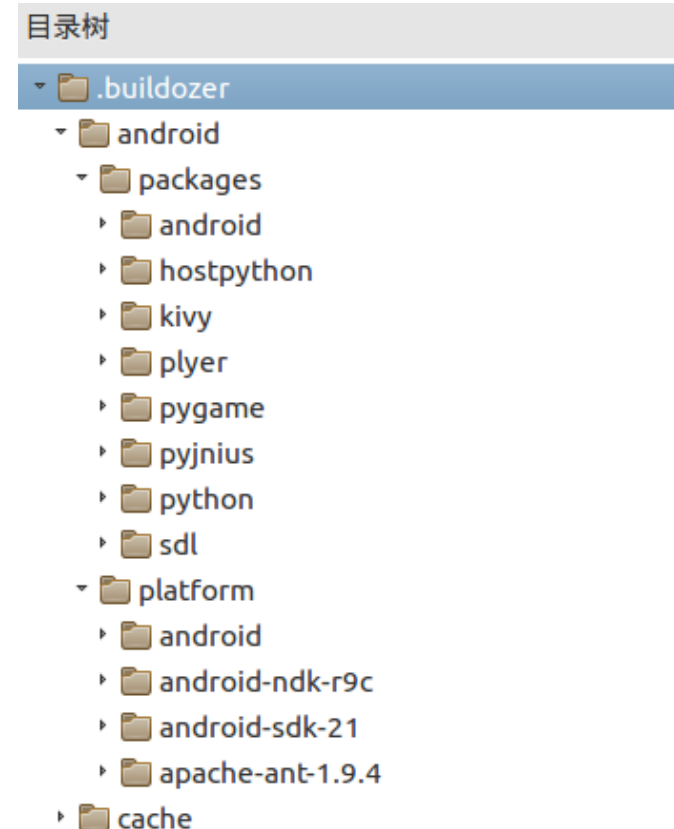 目录树
.buildozer
android
packages
android
hostpython
kivy
plyer
pygame
pyjnius
python
sdl
platform
android
android-ndk-r9c
android-sdk-21
apache-ant-1.9.4
cache